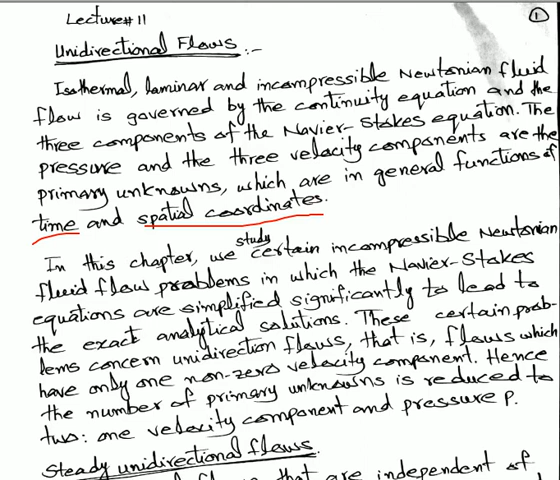 Lecture # 11
1
Unidirectional Flows :-
Isothermal, laminar and incompressible Newtonian fluid
flow is governed by the continuity equation and the
three components of the Navier-Stokes equation. The
pressure and the three velocity components are the
primary unknowns, which are in general functions of
time and spatial coordinates.
In this chapter, we study certain incompressible Newtonian
fluid flow problems in which the Navier-Stokes
equations are simplified significantly to lead to
the exact analytical solutions. These certain prob-
lems concern unidirection flows, that is, flows which
have only one non-zero velocity component. Hence
the number of primary unknowns is reduced to
two: one velocity component and pressure p.
Steady unidirectional flows
that are independent of